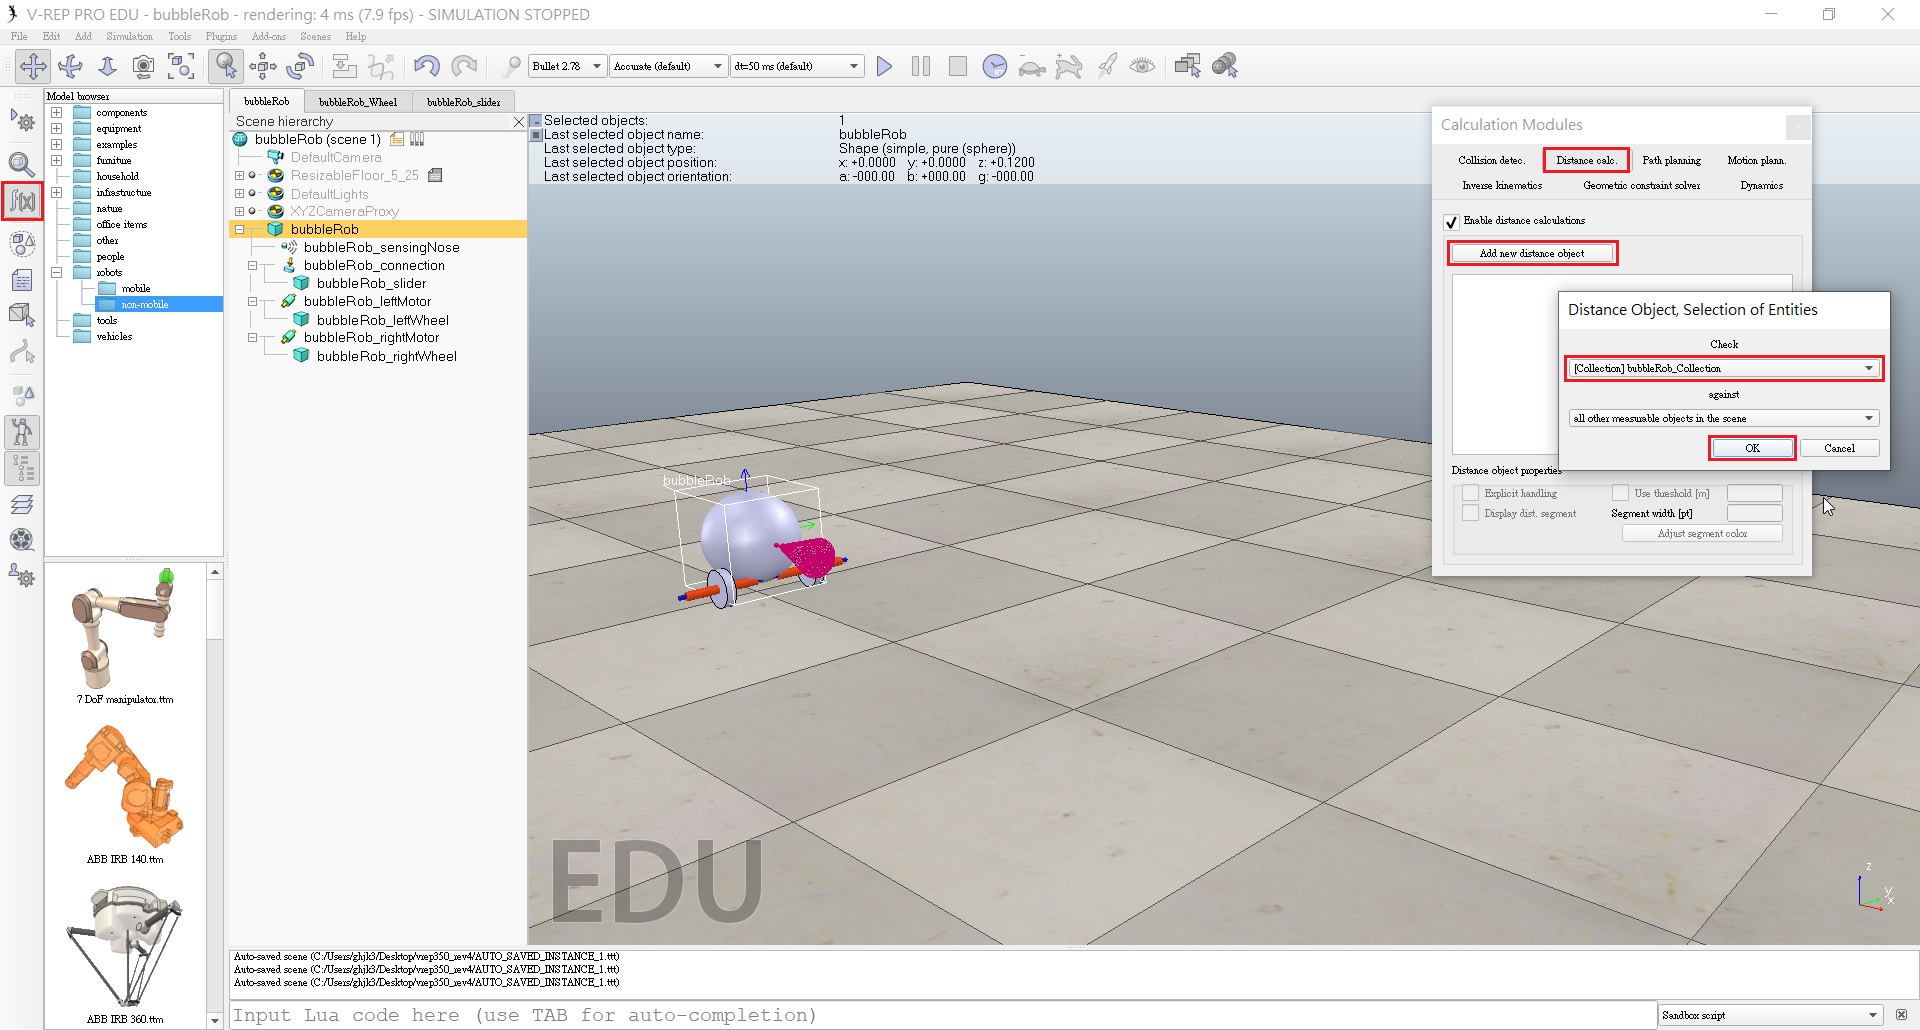 V-REP PRO EDU - bubbleRob - rendering: 4 ms (7.9 fps) - SIMULATION STOPPED
File Edit Add Simulation Tools Plugins Add-ons Scenes Help
Bullet 2.78 Accurate (default) dt=50 ms (default)
Model browser
components
equipment
examples
furniture
household
infrastructure
nature
office items
other
people
robots
mobile
non-mobile
tools
vehicles
7 DoF manipulator.ttm
ABB IRB 140.ttm
ABB IRB 360.ttm
f(x)
bubbleRob bubbleRob_Wheel bubbleRob_slider
Scene hierarchy
bubbleRob (scene 1)
DefaultCamera
ResizableFloor_5_25
DefaultLights
XYZCameraProxy
bubbleRob
bubbleRob_sensingNose
bubbleRob_connection
bubbleRob_slider
bubbleRob_leftMotor
bubbleRob_leftWheel
bubbleRob_rightMotor
bubbleRob_rightWheel
Selected objects: 1
Last selected object name: bubbleRob
Last selected object type: Shape (simple, pure (sphere))
Last selected object position: x: +0.0000 y: +0.0000 z: +0.1200
Last selected object orientation: a: -000.00 b: +000.00 g: -000.00
bubbleRob
EDU
z
y
x
Calculation Modules
Collision detec. Distance calc. Path planning Motion plann.
Inverse kinematics Geometric constraint solver Dynamics
Enable distance calculations
Add new distance object
Distance Object, Selection of Entities
Check
[Collection] bubbleRob_Collection
against
all other measurable objects in the scene
OK Cancel
Distance object properties
Explicit handling Use threshold [m]
Display dist. segment Segment width [pt]
Adjust segment color
Auto-saved scene (C:/Users/ghjk3/Desktop/vrep350_rev4/AUTO_SAVED_INSTANCE_1.ttt)
Auto-saved scene (C:/Users/ghjk3/Desktop/vrep350_rev4/AUTO_SAVED_INSTANCE_1.ttt)
Auto-saved scene (C:/Users/ghjk3/Desktop/vrep350_rev4/AUTO_SAVED_INSTANCE_1.ttt)
Input Lua code here (use TAB for auto-completion)
Sandbox script